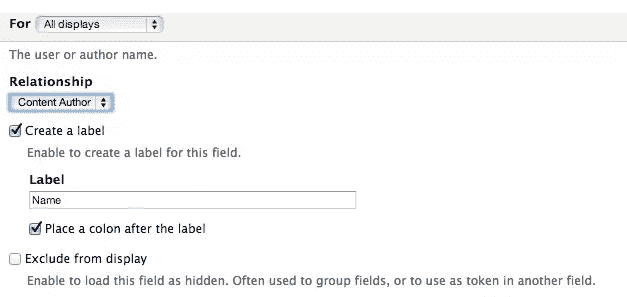 For All displays
The user or author name.
Relationship
Content Author
Create a label
Enable to create a label for this field.
Label
Name
Place a colon after the label
Exclude from display
Enable to load this field as hidden. Often used to group fields, or to use as token in another field.